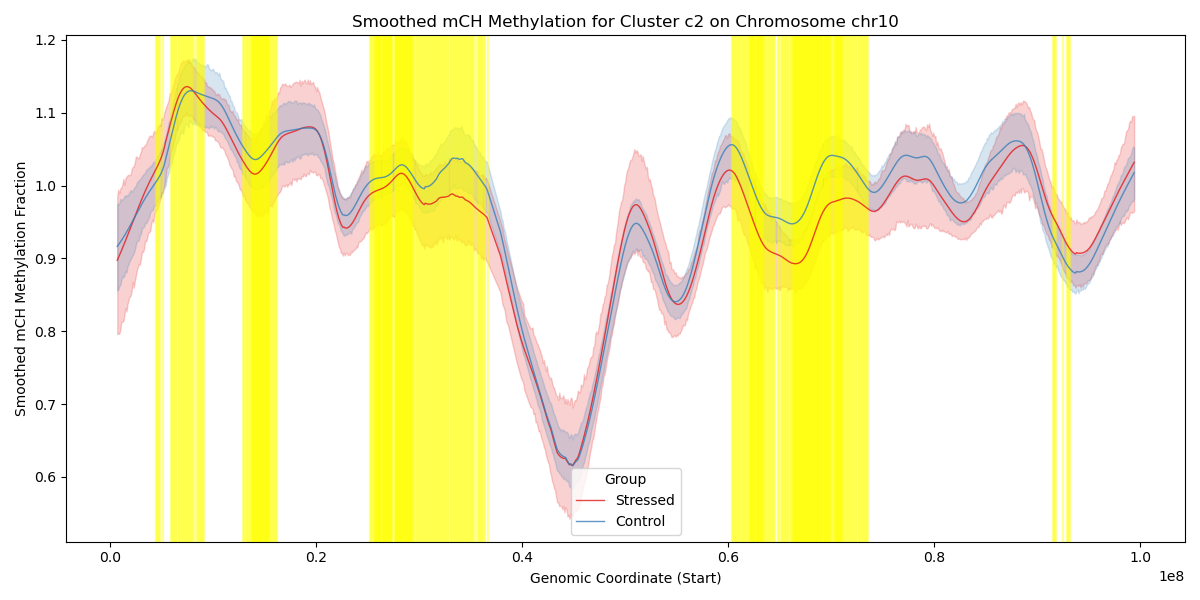 Smoothed mCH Methylation for Cluster c2 on Chromosome chr10
Smoothed mCH Methylation Fraction
1.2
1.1
1.0
0.9
0.8
0.7
0.6
Group
Stressed
Control
0.0
0.2
0.4
0.6
0.8
1.0
1e8
Genomic Coordinate (Start)